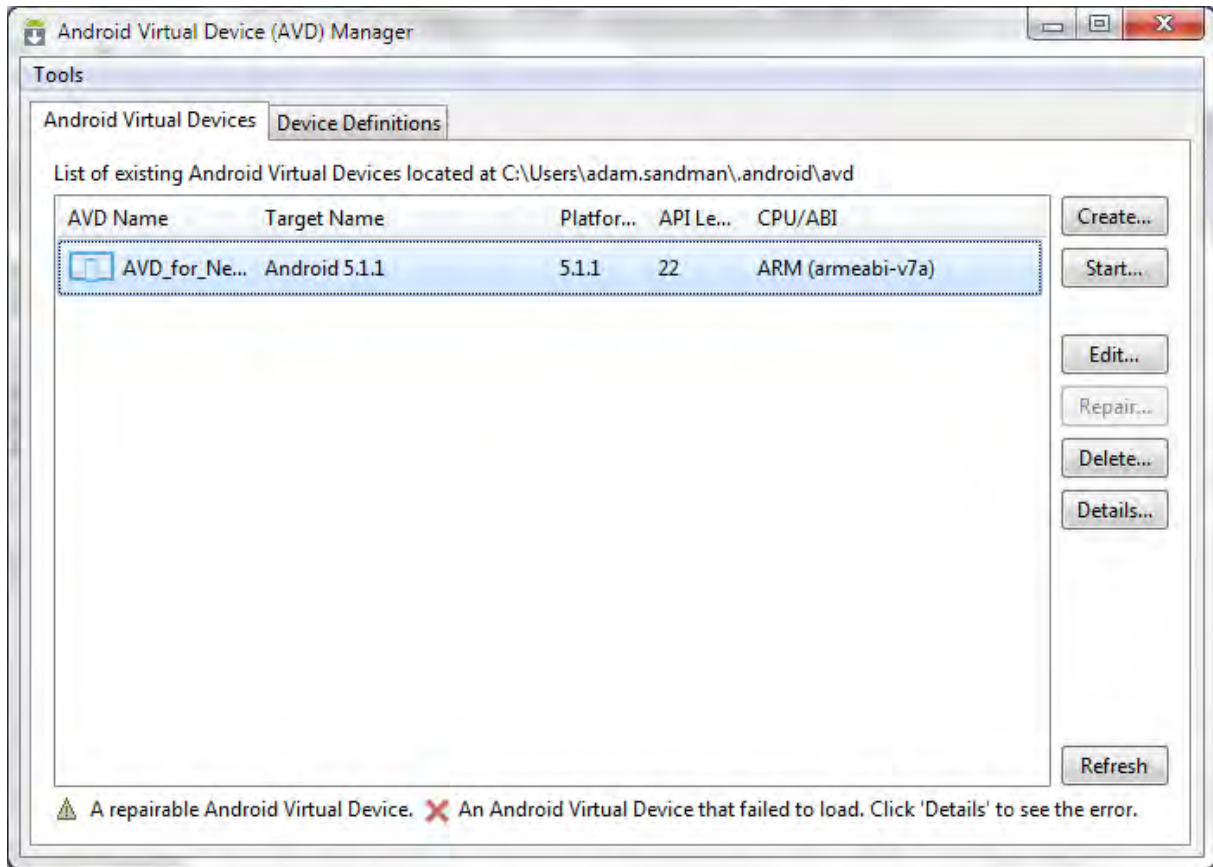 Android Virtual Device (AVD) Manager
Tools
Android Virtual Devices Device Definitions
List of existing Android Virtual Devices located at C:\Users\adam.sandman\.android\avd
AVD Name Target Name Platfor... API Le... CPU/ABI
AVD_for_Ne... Android 5.1.1 5.1.1 22 ARM (armeabi-v7a)
Create...
Start...
Edit...
Repair...
Delete...
Details...
Refresh
A repairable Android Virtual Device. An Android Virtual Device that failed to load. Click 'Details' to see the error.